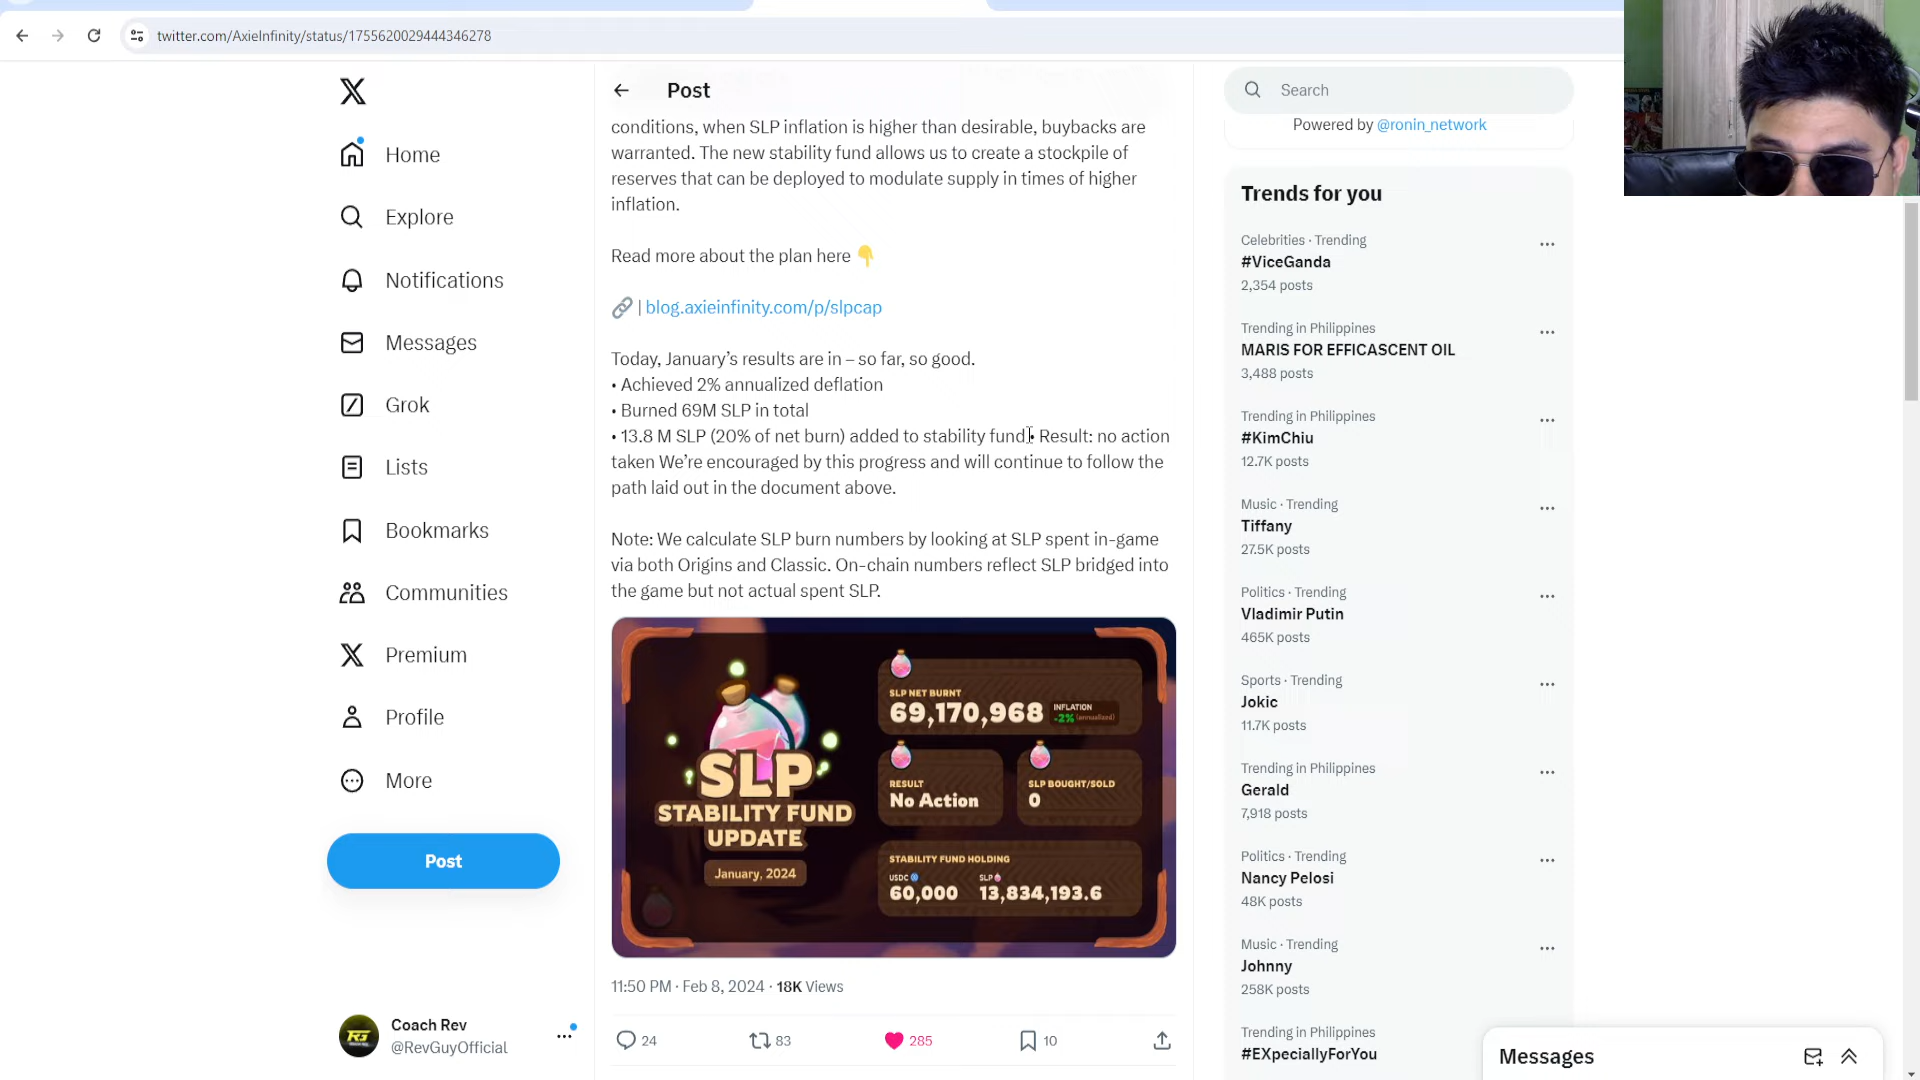 twitter.com/AxieInfinity/status/1755620029444346278
Home
Explore
Notifications
Messages
Grok
Lists
Bookmarks
Communities
Premium
Profile
More
Post
Coach Rev
@RevGuyOfficial
Post
conditions, when SLP inflation is higher than desirable, buybacks are
warranted. The new stability fund allows us to create a stockpile of
reserves that can be deployed to modulate supply in times of higher
inflation.
Read more about the plan here 👇
🔗 | blog.axieinfinity.com/p/slpcap
Today, January’s results are in – so far, so good.
• Achieved 2% annualized deflation
• Burned 69M SLP in total
• 13.8 M SLP (20% of net burn) added to stability fund • Result: no action
taken We’re encouraged by this progress and will continue to follow the
path laid out in the document above.
Note: We calculate SLP burn numbers by looking at SLP spent in-game
via both Origins and Classic. On-chain numbers reflect SLP bridged into
the game but not actual spent SLP.
SLP
STABILITY FUND
UPDATE
January, 2024
SLP NET BURNT
69,170,968
INFLATION
-2% (annualized)
RESULT
No Action
SLP BOUGHT/SOLD
0
STABILITY FUND HOLDING
USDC
60,000
SLP
13,834,193.6
11:50 PM · Feb 8, 2024 · 18K Views
24 83 285 10
Search
Powered by @ronin_network
Trends for you
Celebrities · Trending
#ViceGanda
2,354 posts
Trending in Philippines
MARIS FOR EFFICASCENT OIL
3,488 posts
Trending in Philippines
#KimChiu
12.7K posts
Music · Trending
Tiffany
27.5K posts
Politics · Trending
Vladimir Putin
465K posts
Sports · Trending
Jokic
11.7K posts
Trending in Philippines
Gerald
7,918 posts
Politics · Trending
Nancy Pelosi
48K posts
Music · Trending
Johnny
258K posts
Trending in Philippines
#EXpeciallyForYou
Messages